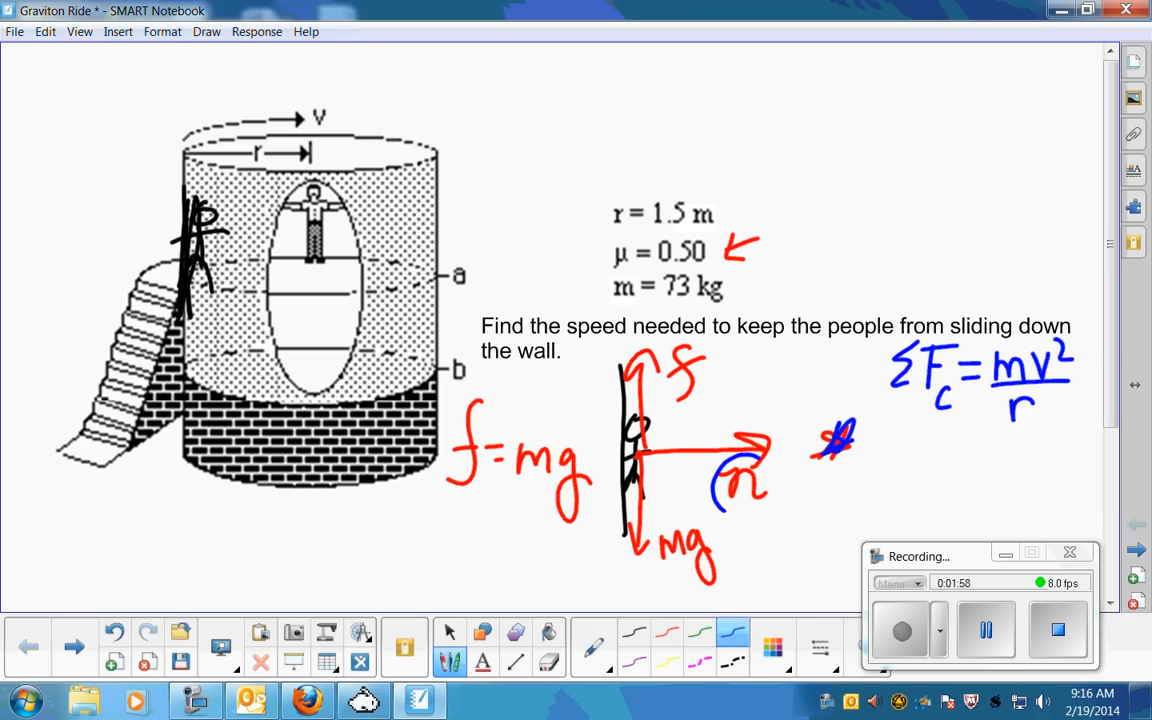 Graviton Ride * - SMART Notebook
File Edit View Insert Format Draw Response Help
v
r
a
b
r = 1.5 m
μ = 0.50
m = 73 kg
Find the speed needed to keep the people from sliding down
the wall.
ΣF_c = mv²/r
f
f = mg
n
mg
Recording...
Menu
0:01:58
8.0 fps
A
9:16 AM
2/19/2014